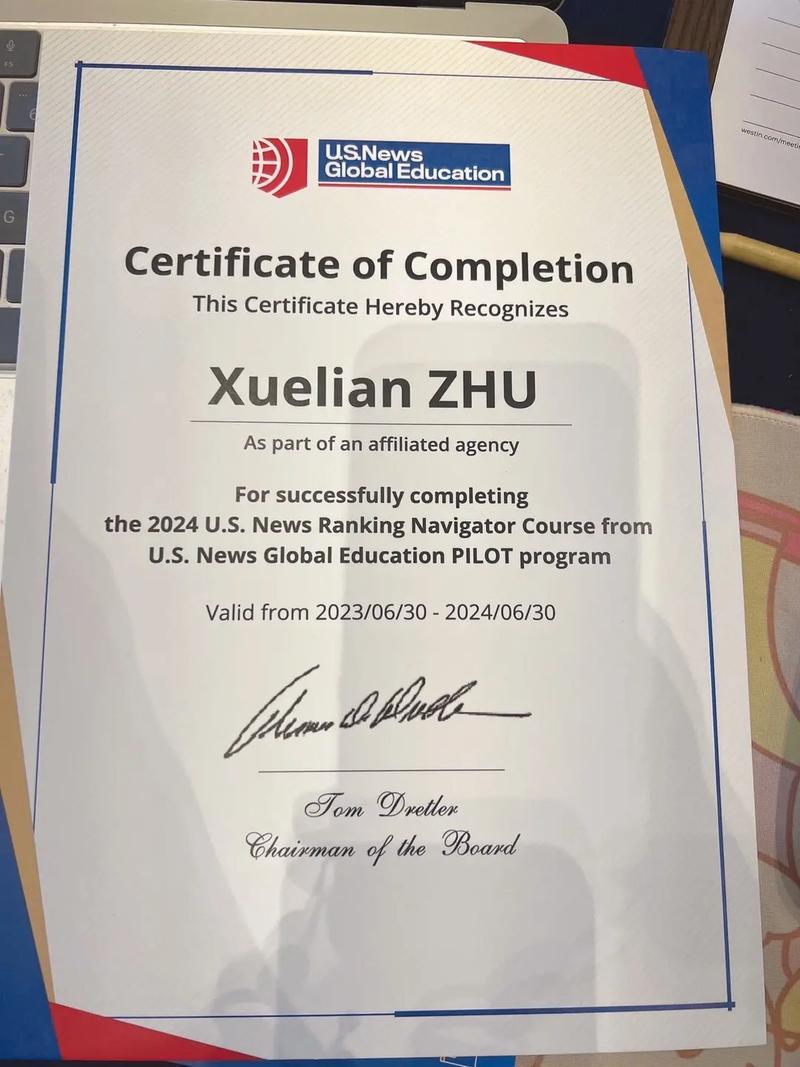 U.S.News
Global Education
Certificate of Completion
This Certificate Hereby Recognizes
Xuelian ZHU
As part of an affiliated agency
For successfully completing
the 2024 U.S. News Ranking Navigator Course from
U.S. News Global Education PILOT program
Valid from 2023/06/30 - 2024/06/30
Tom Dretler
Chairman of the Board
F5
G